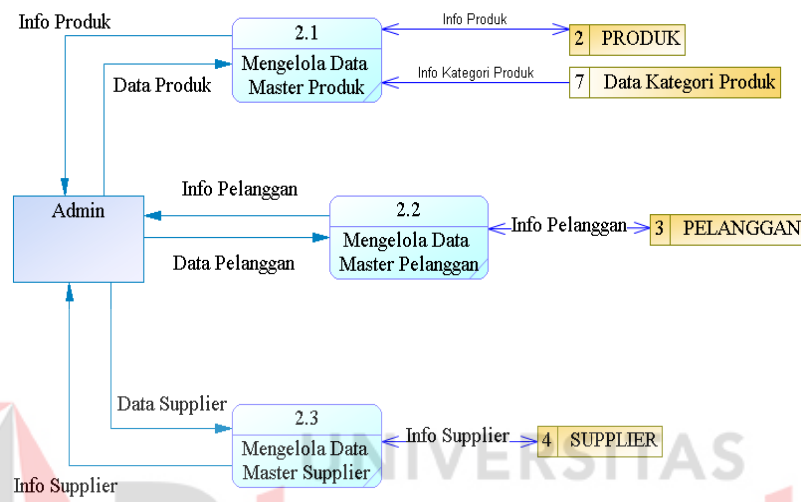 Info Produk
Data Produk
2.1
Mengelola Data
Master Produk
Info Produk
2 PRODUK
Info Kategori Produk
7 Data Kategori Produk
Admin
Info Pelanggan
Data Pelanggan
2.2
Mengelola Data
Master Pelanggan
Info Pelanggan
3 PELANGGAN
Data Supplier
Info Supplier
2.3
Mengelola Data
Master Supplier
Info Supplier
4 SUPPLIER
UNIVERSITAS